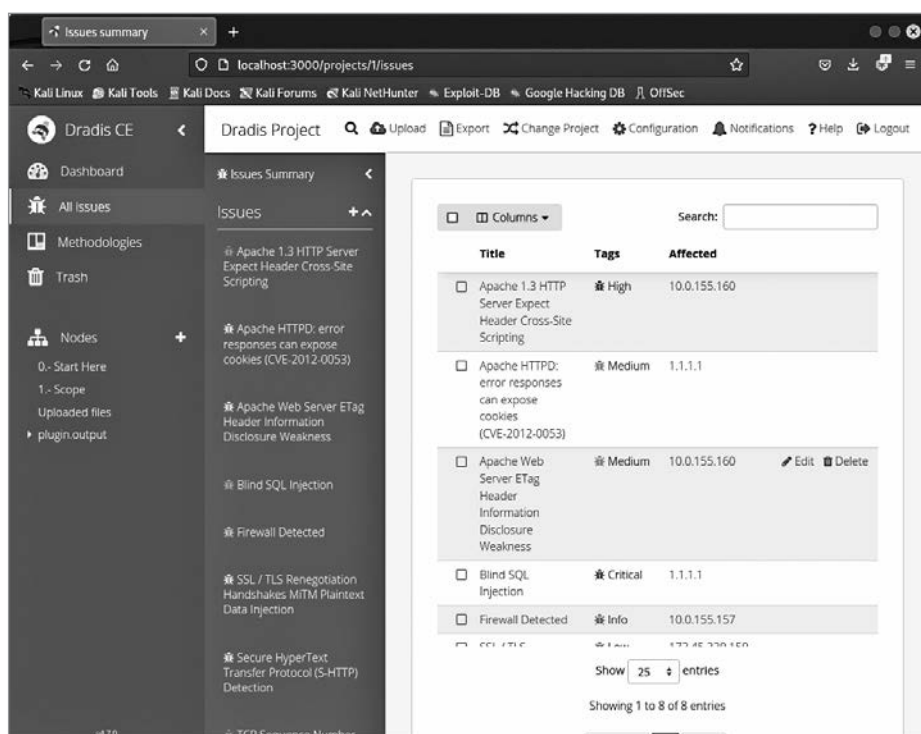 Issues summary
localhost:3000/projects/1/issues
Kali Linux Kali Tools Kali Docs Kali Forums Kali NetHunter Exploit-DB Google Hacking DB OffSec
Dradis CE
Dradis Project Upload Export Change Project Configuration Notifications ? Help Logout
Dashboard
All issues
Methodologies
Trash
Nodes +
0.- Start Here
1.- Scope
Uploaded files
plugin.output
Issues Summary
Issues +
Apache 1.3 HTTP Server
Expect Header Cross-Site
Scripting
Apache HTTPD: error
responses can expose
cookies (CVE-2012-0053)
Apache Web Server ETag
Header Information
Disclosure Weakness
Blind SQL Injection
Firewall Detected
SSL / TLS Renegotiation
Handshakes MiTM Plaintext
Data Injection
Secure HyperText
Transfer Protocol (S-HTTP)
Detection
TCP Sequence Number
Columns
Search:
Title Tags Affected
Apache 1.3 HTTP High 10.0.155.160
Server Expect
Header Cross-Site
Scripting
Apache HTTPD: Medium 1.1.1.1
error responses
can expose
cookies
(CVE-2012-0053)
Apache Web Medium 10.0.155.160 Edit Delete
Server ETag
Header
Information
Disclosure
Weakness
Blind SQL Critical 1.1.1.1
Injection
Firewall Detected Info 10.0.155.157
SSL / TLS Low
Show 25 entries
Showing 1 to 8 of 8 entries